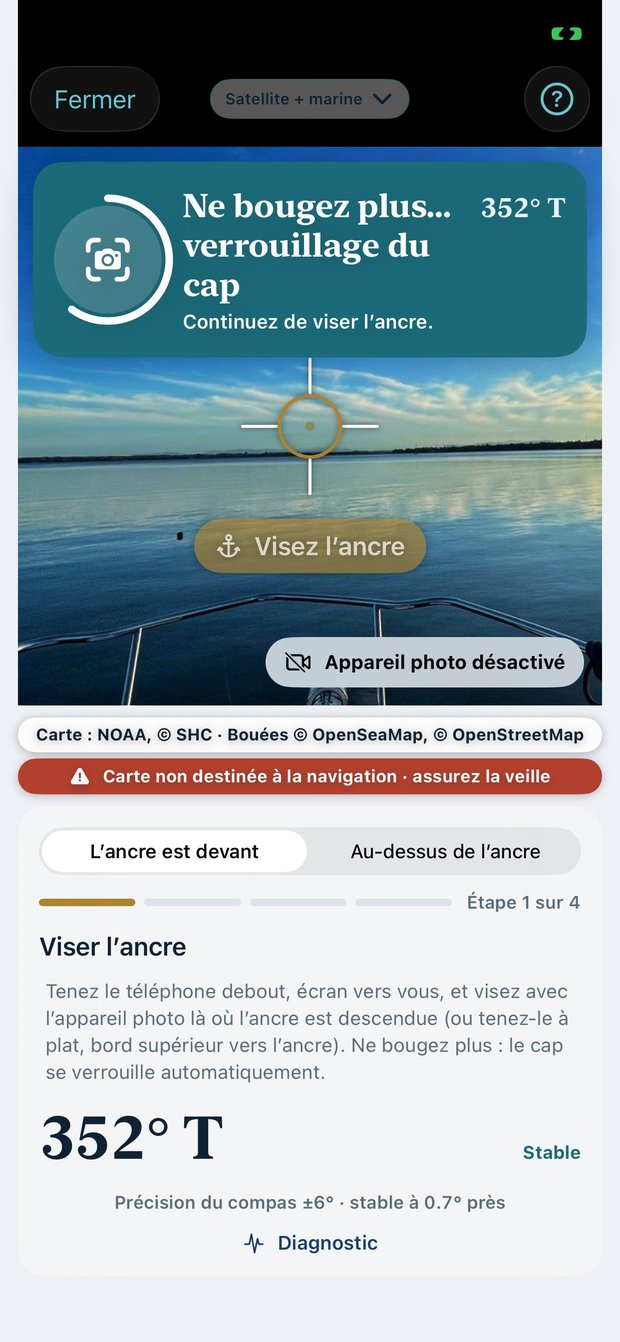 Fermer
Satellite + marine
?
Ne bougez plus... 352° T
verrouillage du
cap
Continuez de viser l’ancre.
Visez l’ancre
Appareil photo désactivé
Carte : NOAA, © SHC · Bouées © OpenSeaMap, © OpenStreetMap
Carte non destinée à la navigation · assurez la veille
L’ancre est devant
Au-dessus de l’ancre
Étape 1 sur 4
Viser l’ancre
Tenez le téléphone debout, écran vers vous, et visez avec
l’appareil photo là où l’ancre est descendue (ou tenez-le à
plat, bord supérieur vers l’ancre). Ne bougez plus : le cap
se verrouille automatiquement.
352° T
Stable
Précision du compas ±6° · stable à 0.7° près
Diagnostic